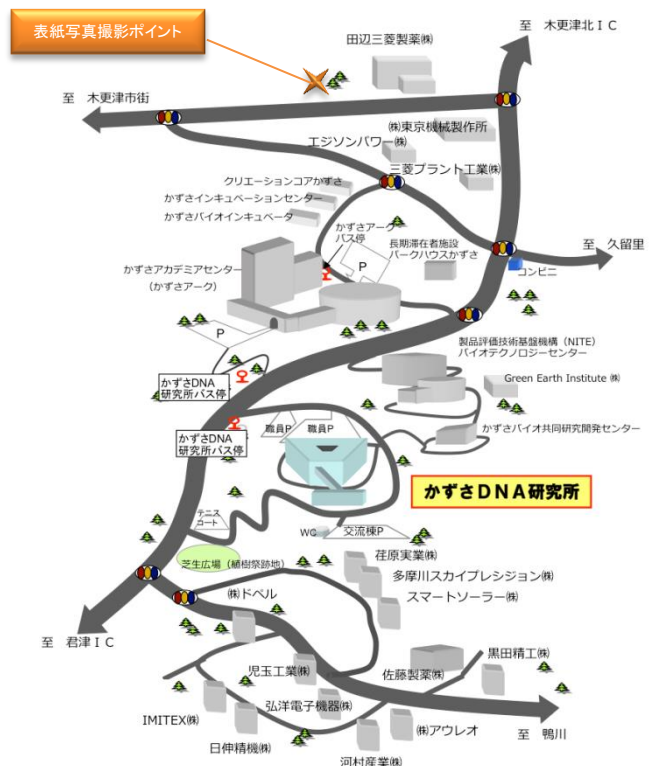 表紙写真撮影ポイント
至 木更津北ＩＣ
田辺三菱製薬㈱
至 木更津市街
㈱東京機械製作所
エジソンパワー㈱
三菱プラント工業㈱
クリエーションコアかずさ
かずさインキュベーションセンター
かずさバイオインキュベータ
かずさアーク
バス停
長期滞在者施設
パークハウスかずさ
至 久留里
コンビニ
かずさアカデミアセンター
（かずさアーク）
P
P
製品評価技術基盤機構（NITE）
バイオテクノロジーセンター
Green Earth Institute ㈱
かずさDNA
研究所バス停
かずさDNA
研究所バス停
職員P
職員P
かずさバイオ共同研究開発センター
かずさＤＮＡ研究所
テニス
コート
WC
交流棟P
芝生広場（植樹祭跡地）
荏原実業㈱
多摩川スカイプレシジョン㈱
スマートソーラー㈱
㈱ドペル
至 君津ＩＣ
児玉工業㈱
佐藤製薬㈱
黒田精工㈱
IMITEX㈱
弘洋電子機器㈱
日伸精機㈱
㈱アウレオ
河村産業㈱
至 鴨川